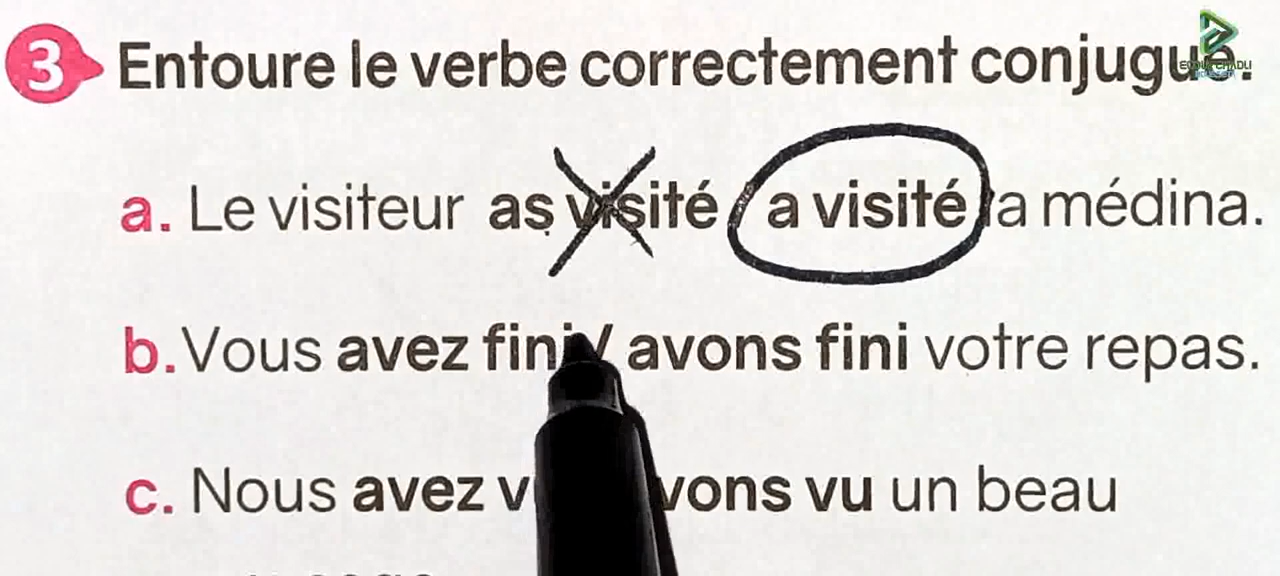 3 Entoure le verbe correctement conjugué.
a. Le visiteur as visité / a visité la médina.
b. Vous avez fini / avons fini votre repas.
c. Nous avez vons vu un beau